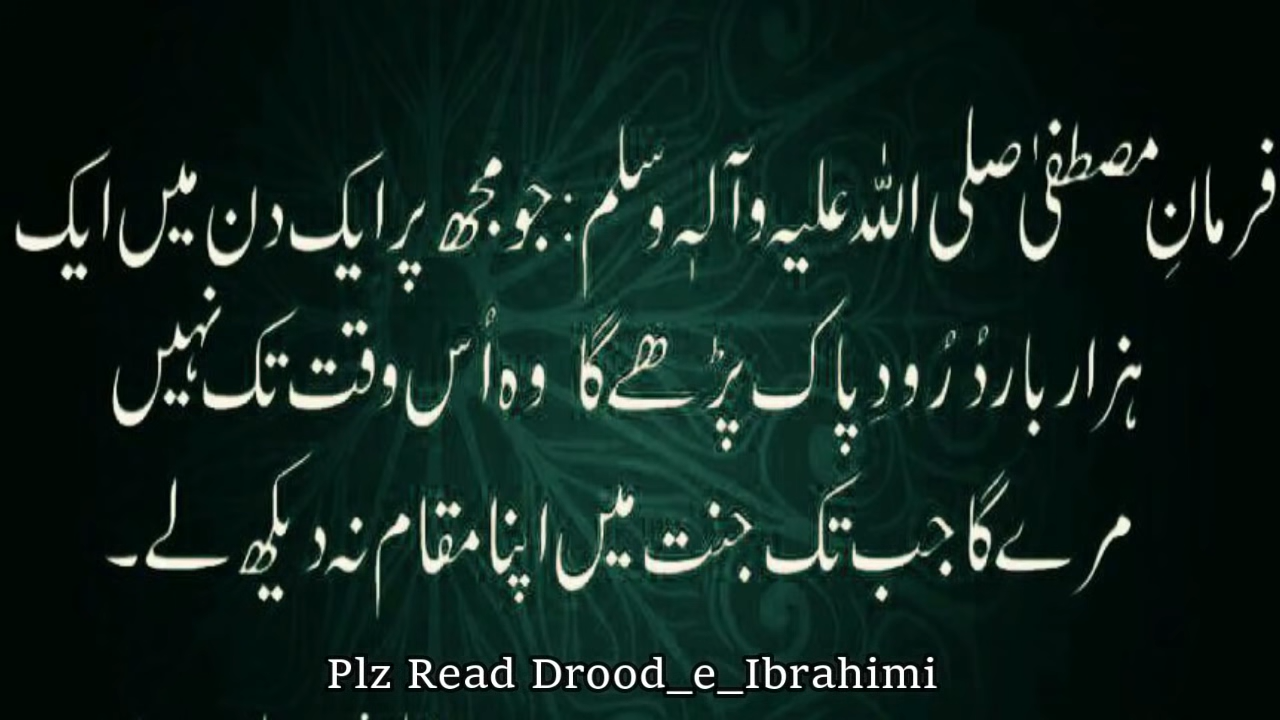 فرمانِ مصطفیٰ صلی اللہ علیہ وآلہٖ وسلم : جو مجھ پر ایک دن میں ایک
ہزار بار دُرُودِ پاک پڑھے گا وہ اُس وقت تک نہیں
مرے گا جب تک جنت میں اپنا مقام نہ دیکھ لے۔
Plz Read Drood_e_Ibrahimi